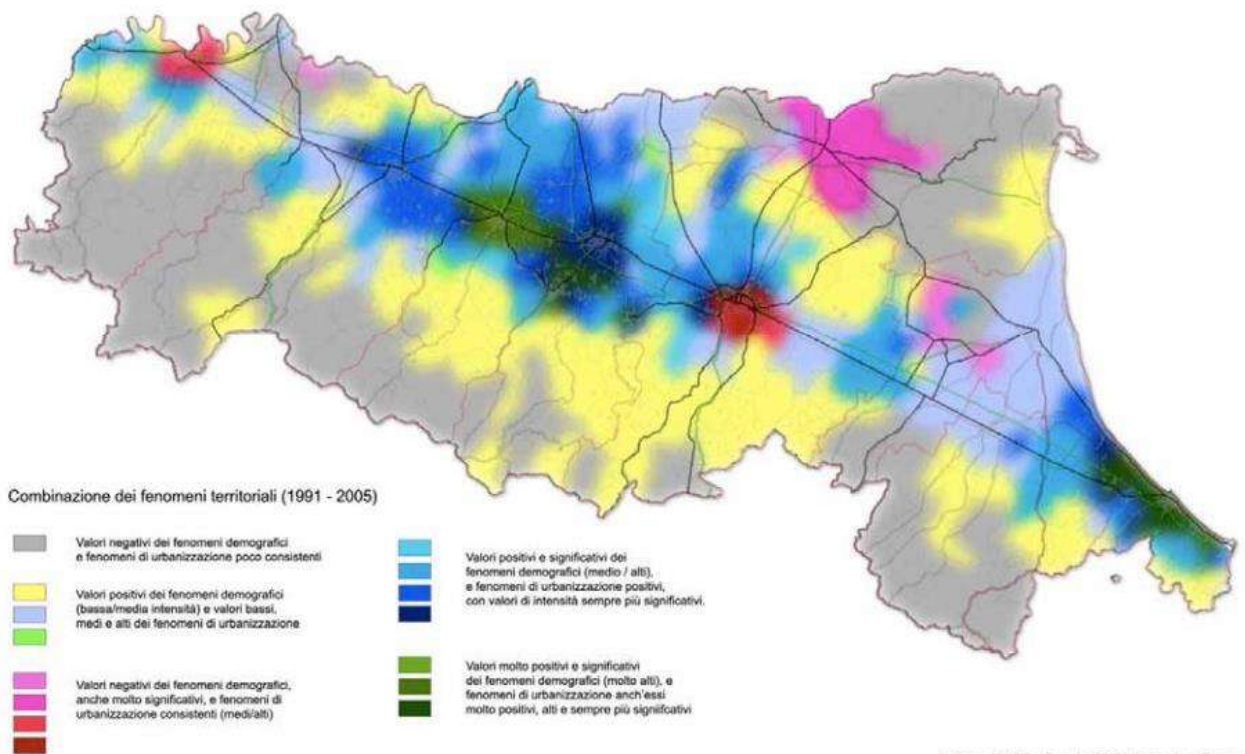 Combinazione dei fenomeni territoriali (1991 - 2005)
Valori negativi dei fenomeni demografici
e fenomeni di urbanizzazione poco consistenti
Valori positivi dei fenomeni demografici
(bassa/media intensità) e valori bassi,
medi e alti dei fenomeni di urbanizzazione
Valori negativi dei fenomeni demografici,
anche molto significativi, e fenomeni di
urbanizzazione consistenti (medi/alti)
Valori positivi e significativi dei
fenomeni demografici (medio / alti),
e fenomeni di urbanizzazione positivi,
con valori di intensità sempre più significativi.
Valori molto positivi e significativi
dei fenomeni demografici (molto alti), e
fenomeni di urbanizzazione anch'essi
molto positivi, alti e sempre più signiifcativi